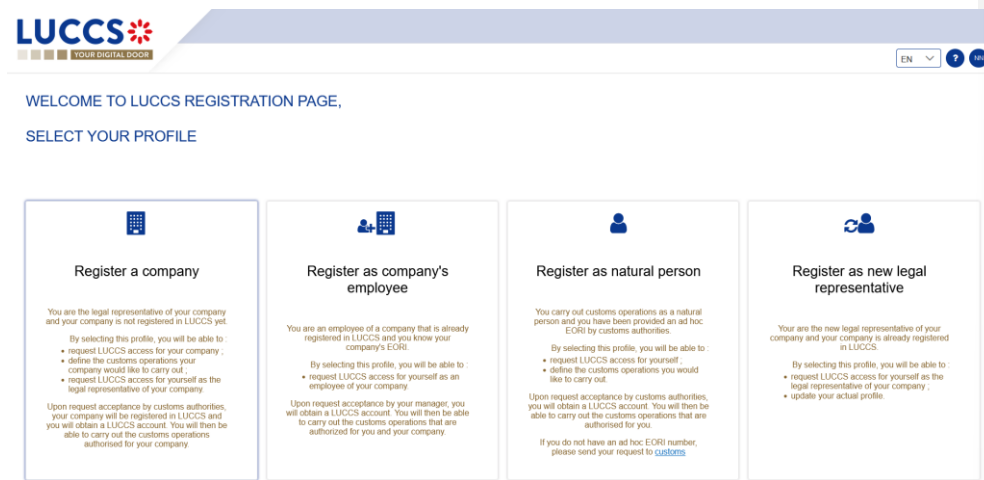 LUCCS
YOUR DIGITAL DOOR
EN
?
NN
WELCOME TO LUCCS REGISTRATION PAGE,
SELECT YOUR PROFILE
Register a company
You are the legal representative of your company
and your company is not registered in LUCCS yet.
By selecting this profile, you will be able to :
• request LUCCS access for your company ;
• define the customs operations your
company would like to carry out ;
• request LUCCS access for yourself as the
legal representative of your company.
Upon request acceptance by customs authorities,
your company will be registered in LUCCS and
you will obtain a LUCCS account. You will then be
able to carry out the customs operations
authorised for your company.
Register as company's
employee
You are an employee of a company that is already
registered in LUCCS and you know your
company's EORI.
By selecting this profile, you will be able to :
• request LUCCS access for yourself as an
employee of your company.
Upon request acceptance by your manager, you
will obtain a LUCCS account. You will then be able
to carry out the customs operations that are
authorized for you and your company.
Register as natural person
You carry out customs operations as a natural
person and you have been provided an ad hoc
EORI by customs authorities.
By selecting this profile, you will be able to :
• request LUCCS access for yourself ;
• define the customs operations you would
like to carry out.
Upon request acceptance by customs authorities,
you will obtain a LUCCS account. You will then be
able to carry out the customs operations that are
authorised for you.
If you do not have an ad hoc EORI number,
please send your request to customs
Register as new legal
representative
Your are the new legal representative of your
company and your company is already registered
in LUCCS.
By selecting this profile, you will be able to :
• request LUCCS access for yourself as the
legal representative of your company ;
• update your actual profile.